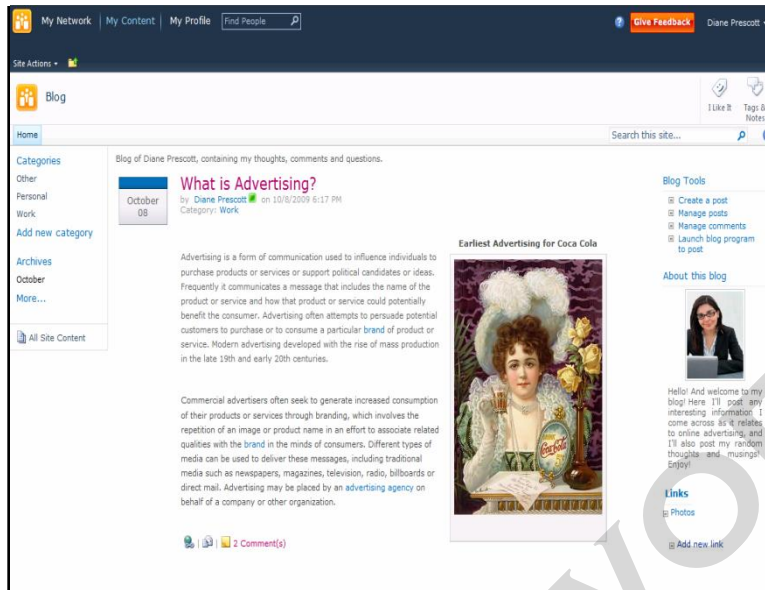 My Network | My Content | My Profile Find People
Give Feedback Diane Prescott
Site Actions
Blog
I Like It Tags & Notes
Home
Search this site...
Categories
Other
Personal
Work
Add new category
Archives
October
More...
All Site Content
Blog of Diane Prescott, containing my thoughts, comments and questions.
October
08
What is Advertising?
by Diane Prescott on 10/8/2009 6:17 PM
Category: Work
Advertising is a form of communication used to influence individuals to
purchase products or services or support political candidates or ideas.
Frequently it communicates a message that includes the name of the
product or service and how that product or service could potentially
benefit the consumer. Advertising often attempts to persuade potential
customers to purchase or to consume a particular brand of product or
service. Modern advertising developed with the rise of mass production
in the late 19th and early 20th centuries.
Commercial advertisers often seek to generate increased consumption
of their products or services through branding, which involves the
repetition of an image or product name in an effort to associate related
qualities with the brand in the minds of consumers. Different types of
media can be used to deliver these messages, including traditional
media such as newspapers, magazines, television, radio, billboards or
direct mail. Advertising may be placed by an advertising agency on
behalf of a company or other organization.
2 Comment(s)
Earliest Advertising for Coca Cola
Coca-Cola
Blog Tools
Create a post
Manage posts
Manage comments
Launch blog program
to post
About this blog
Hello! And welcome to my
blog! Here I'll post any
interesting information I
come across as it relates
to online advertising, and
I'll also post my random
thoughts and musings!
Enjoy!
Links
Photos
Add new link